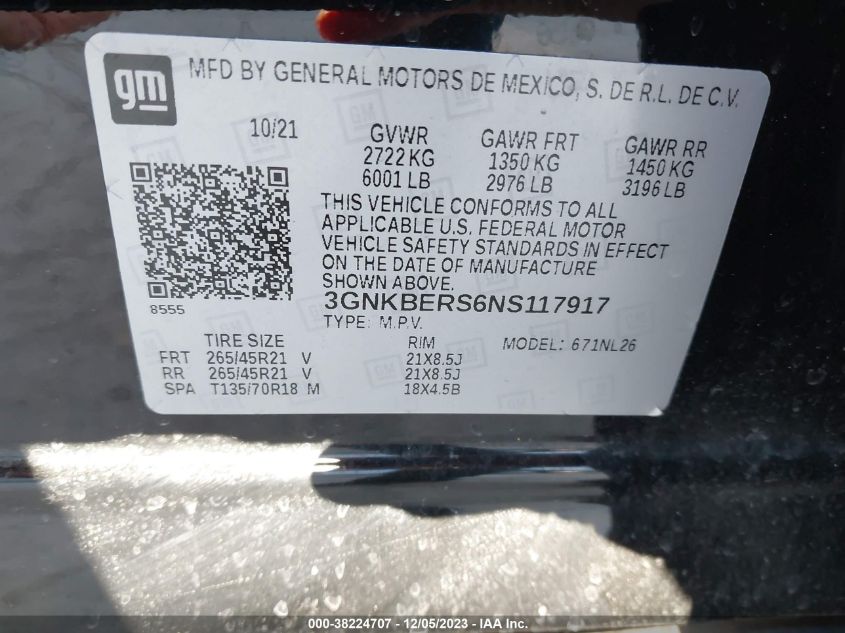 gm
MFD BY GENERAL MOTORS DE MEXICO, S. DE R.L. DE C.V.
10/21
GVWR GAWR FRT GAWR RR
2722 KG 1350 KG 1450 KG
6001 LB 2976 LB 3196 LB
THIS VEHICLE CONFORMS TO ALL
APPLICABLE U.S. FEDERAL MOTOR
VEHICLE SAFETY STANDARDS IN EFFECT
ON THE DATE OF MANUFACTURE
SHOWN ABOVE.
8555
3GNKBERS6NS117917
TYPE: M.P.V.
TIRE SIZE RIM MODEL: 671NL26
FRT 265/45R21 V 21X8.5J
RR 265/45R21 V 21X8.5J
SPA T135/70R18 M 18X4.5B
000-38224707 - 12/05/2023 - IAA Inc.